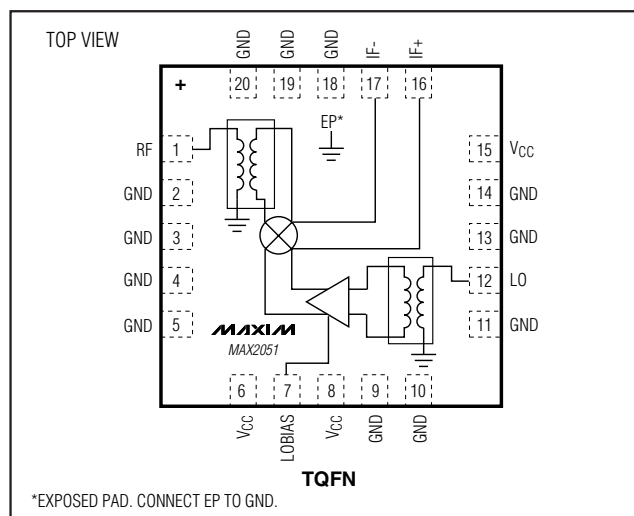 TOP VIEW
GND
GND
GND
IF-
IF+
+
20
19
18
17
16
EP*
RF
1
15
VCC
GND
2
14
GND
GND
3
13
GND
GND
4
12
LO
GND
5
11
GND
MAXIM
MAX2051
6
7
8
9
10
VCC
LOBIAS
VCC
GND
GND
TQFN
*EXPOSED PAD. CONNECT EP TO GND.